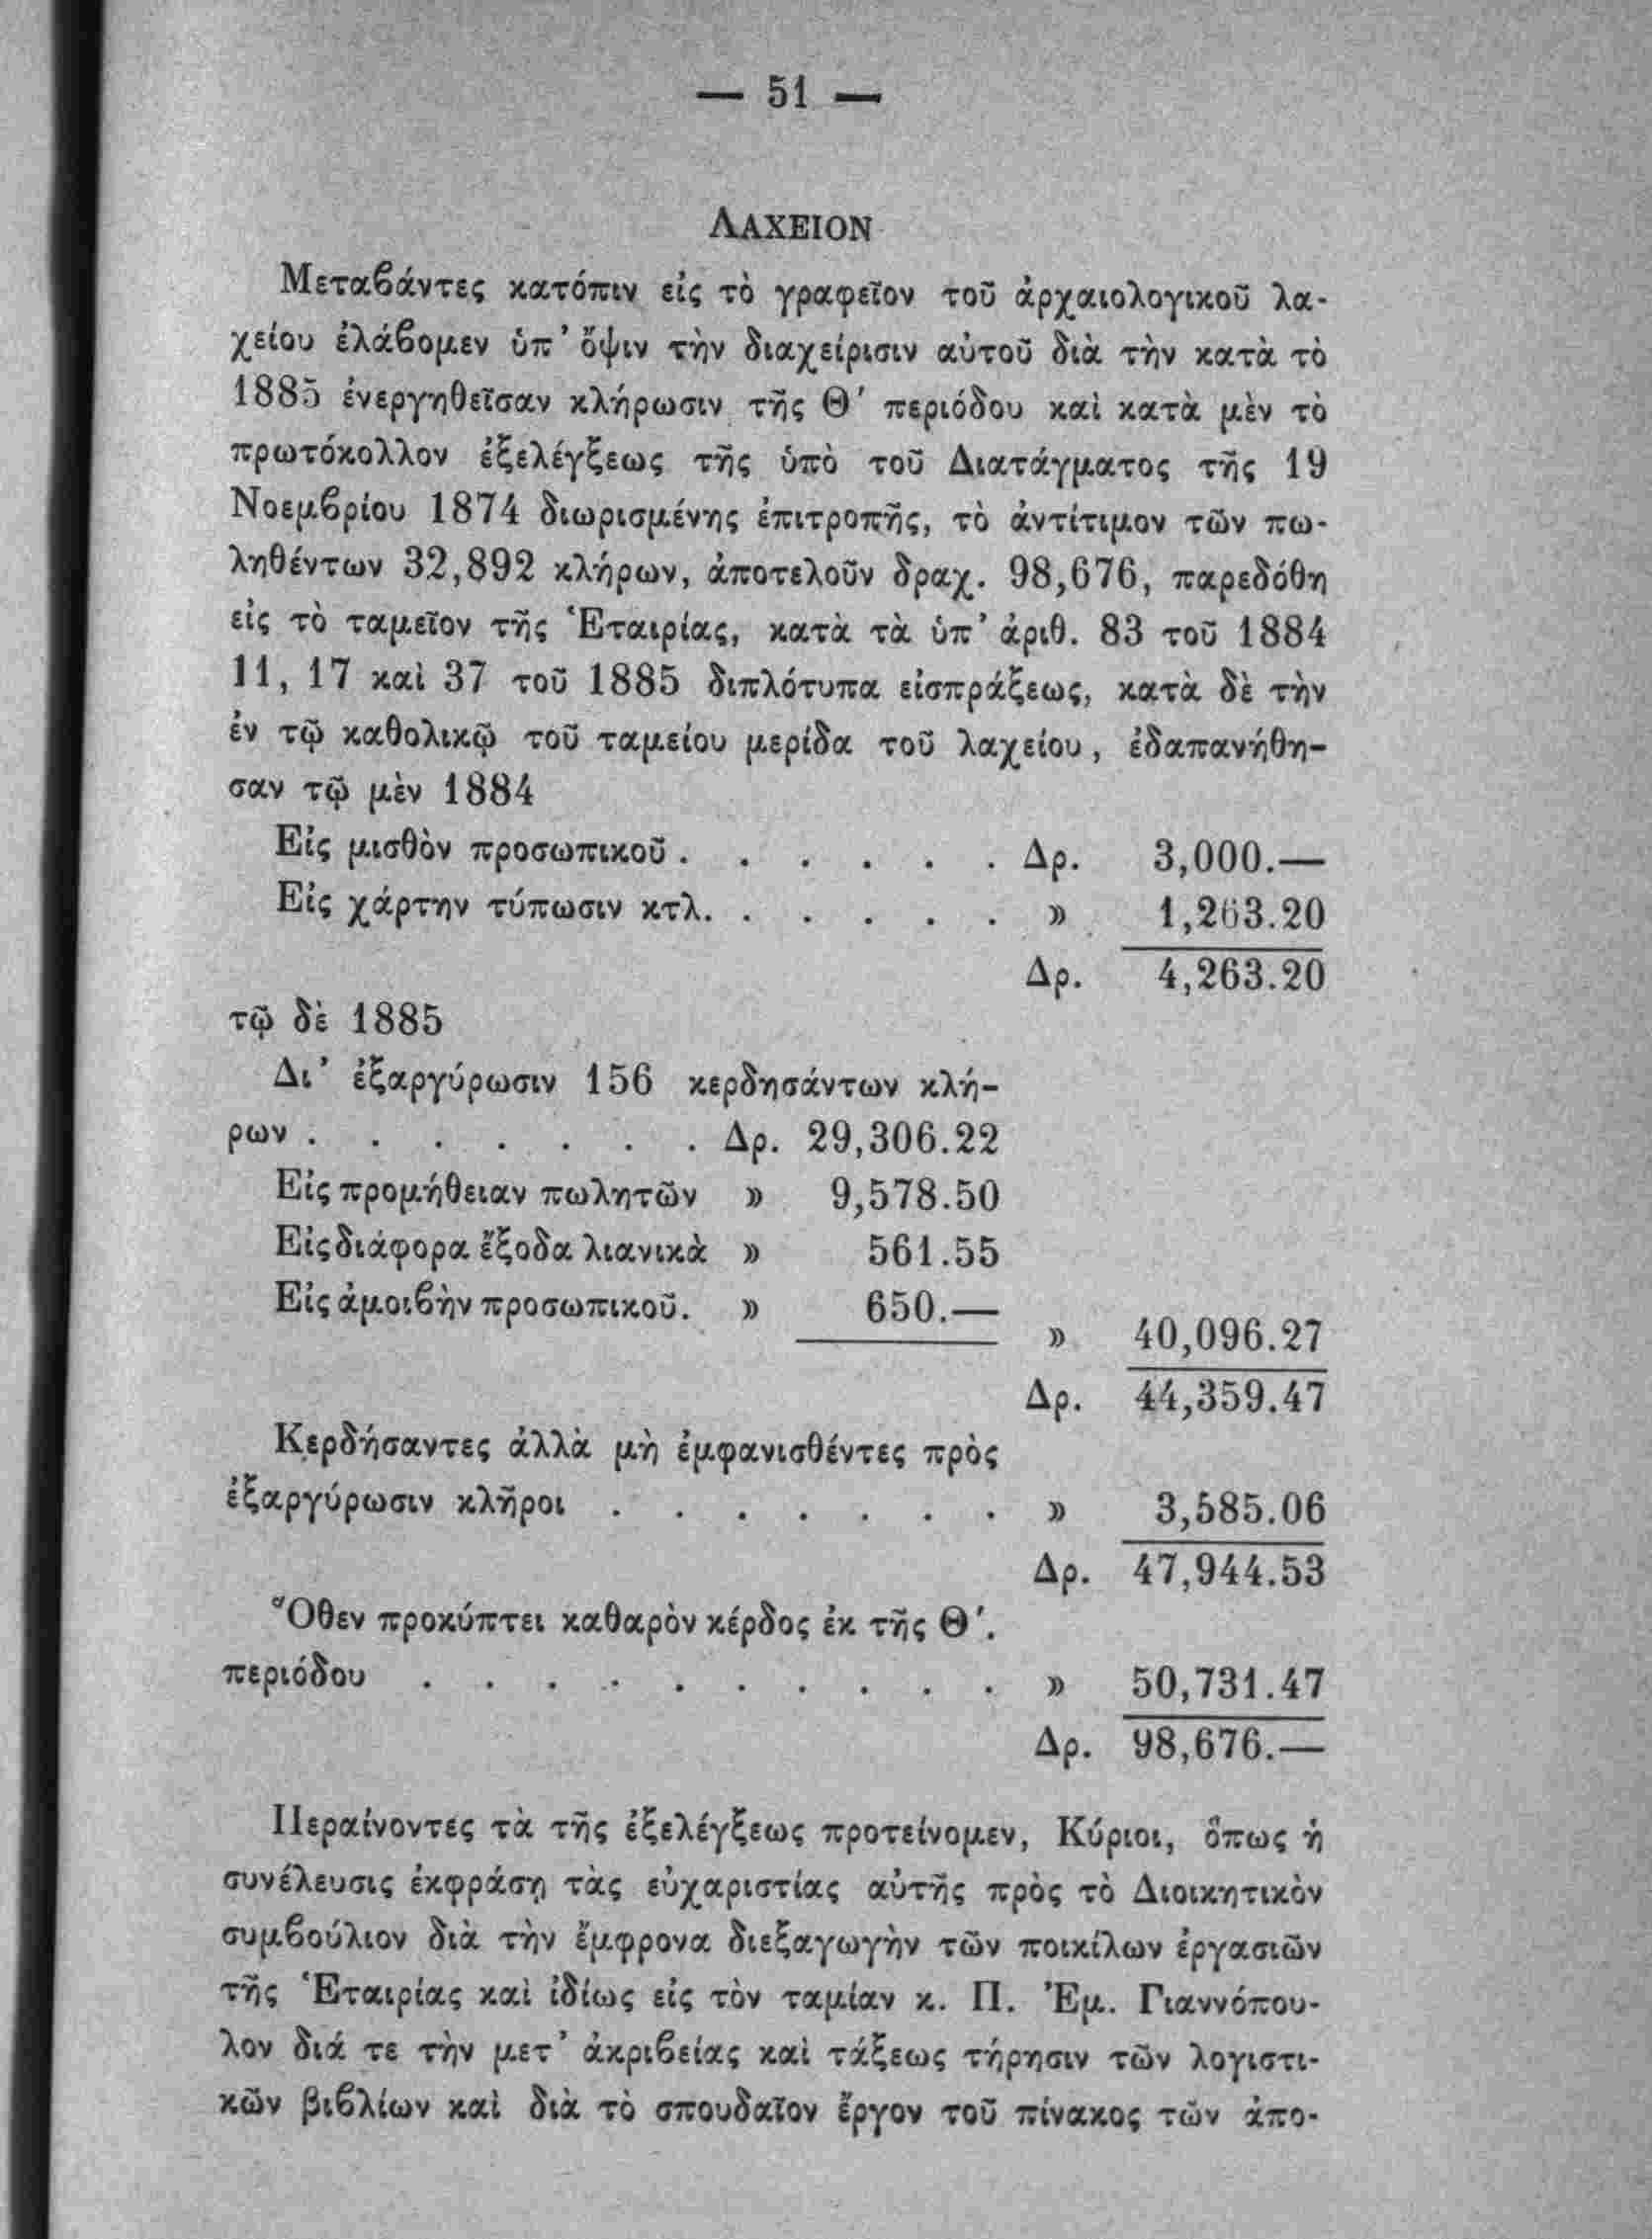 — 51 —
ΛΑΧΕΙΟΝ
Μεταβάντες κατόπιν εἰς τὸ γραφεῖον τοῦ ἀρχαιολογικοῦ λα-
χείου ἐλάβομεν ὑπ' ὄψιν τὴν διαχείρισιν αὐτοῦ διὰ τὴν κατὰ τὸ
1885 ἐνεργηθεῖσαν κλήρωσιν τῆς Θ' περιόδου καὶ κατὰ μὲν τὸ
πρωτόκολλον ἐξελέγξεως τῆς ὑπὸ τοῦ Διατάγματος τῆς 19
Νοεμβρίου 1874 διωρισμένης ἐπιτροπῆς, τὸ ἀντίτιμον τῶν πω-
ληθέντων 32,892 κλήρων, ἀποτελοῦν δραχ. 98,676, παρεδόθη
εἰς τὸ ταμεῖον τῆς Ἑταιρίας, κατὰ τὰ ὑπ' ἀριθ. 83 τοῦ 1884
11, 17 καὶ 37 τοῦ 1885 διπλότυπα εἰσπράξεως, κατὰ δὲ τὴν
ἐν τῷ καθολικῷ τοῦ ταμείου μερίδα τοῦ λαχείου, ἐδαπανήθη-
σαν τῷ μὲν 1884
Εἰς μισθὸν προσωπικοῦ . . . . . . Δρ. 3,000.—
Εἰς χάρτην τύπωσιν κτλ. . . . . . » 1,263.20
Δρ. 4,263.20
τῷ δὲ 1885
Δι' ἐξαργύρωσιν 156 κερδησάντων κλή-
ρων . . . . . . . Δρ. 29,306.22
Εἰς προμήθειαν πωλητῶν » 9,578.50
Εἰς διάφορα ἔξοδα λιανικὰ » 561.55
Εἰς ἀμοιβὴν προσωπικοῦ. » 650.—
» 40,096.27
Δρ. 44,359.47
Κερδήσαντες ἀλλὰ μὴ ἐμφανισθέντες πρὸς
ἐξαργύρωσιν κλῆροι . . . . . . . » 3,585.06
Δρ. 47,944.53
Ὅθεν προκύπτει καθαρὸν κέρδος ἐκ τῆς Θ'.
περιόδου . . . . . . . . . . » 50,731.47
Δρ. 98,676.—
Περαίνοντες τὰ τῆς ἐξελέγξεως προτείνομεν, Κύριοι, ὅπως ἡ
συνέλευσις ἐκφράσῃ τὰς εὐχαριστίας αὐτῆς πρὸς τὸ Διοικητικὸν
συμβούλιον διὰ τὴν ἔμφρονα διεξαγωγὴν τῶν ποικίλων ἐργασιῶν
τῆς Ἑταιρίας καὶ ἰδίως εἰς τὸν ταμίαν κ. Π. Ἐμ. Γιαννόπου-
λον διά τε τὴν μετ' ἀκριβείας καὶ τάξεως τήρησιν τῶν λογιστι-
κῶν βιβλίων καὶ διὰ τὸ σπουδαῖον ἔργον τοῦ πίνακος τῶν ἀπο-